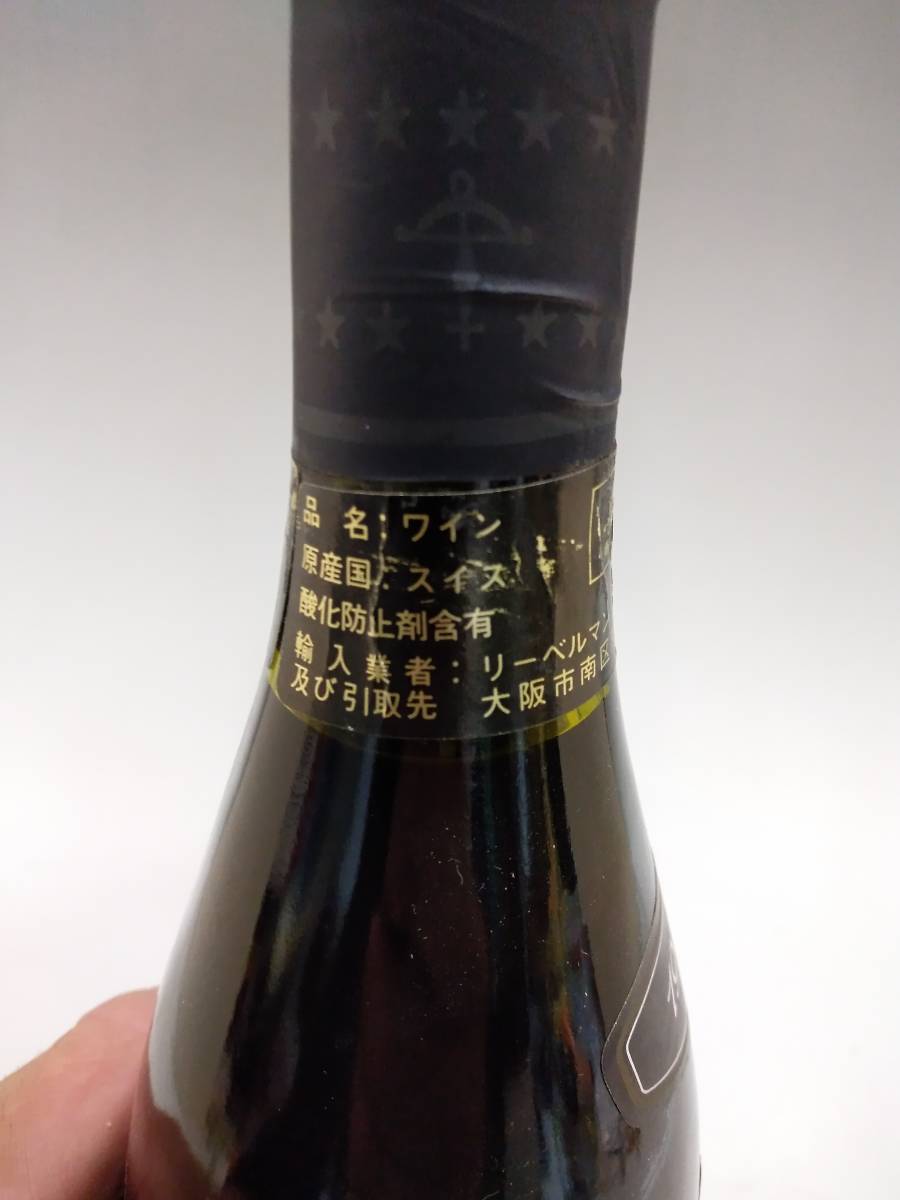 品名：ワイン
原産国：スイス
酸化防止剤含有
輸入業者：リーベルマン
及び引取先 大阪市南区